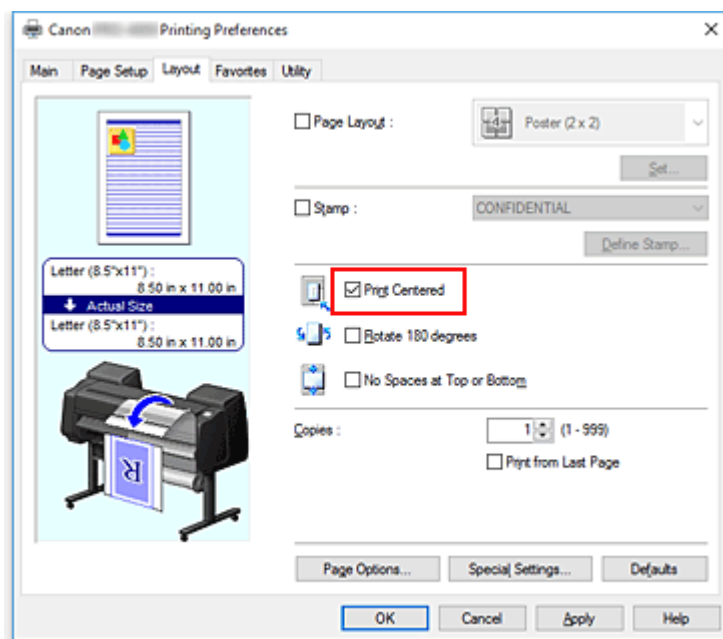 Canon Printing Preferences
Main Page Setup Layout Favorites Utility
Page Layout : Poster (2 x 2)
Set...
Stamp : CONFIDENTIAL
Define Stamp...
Letter (8.5"x11") :
8.50 in x 11.00 in
Actual Size
Letter (8.5"x11") :
8.50 in x 11.00 in
Print Centered
Rotate 180 degrees
No Spaces at Top or Bottom
Copies : 1 (1 - 999)
Print from Last Page
R
Page Options... Special Settings... Defaults
OK Cancel Apply Help